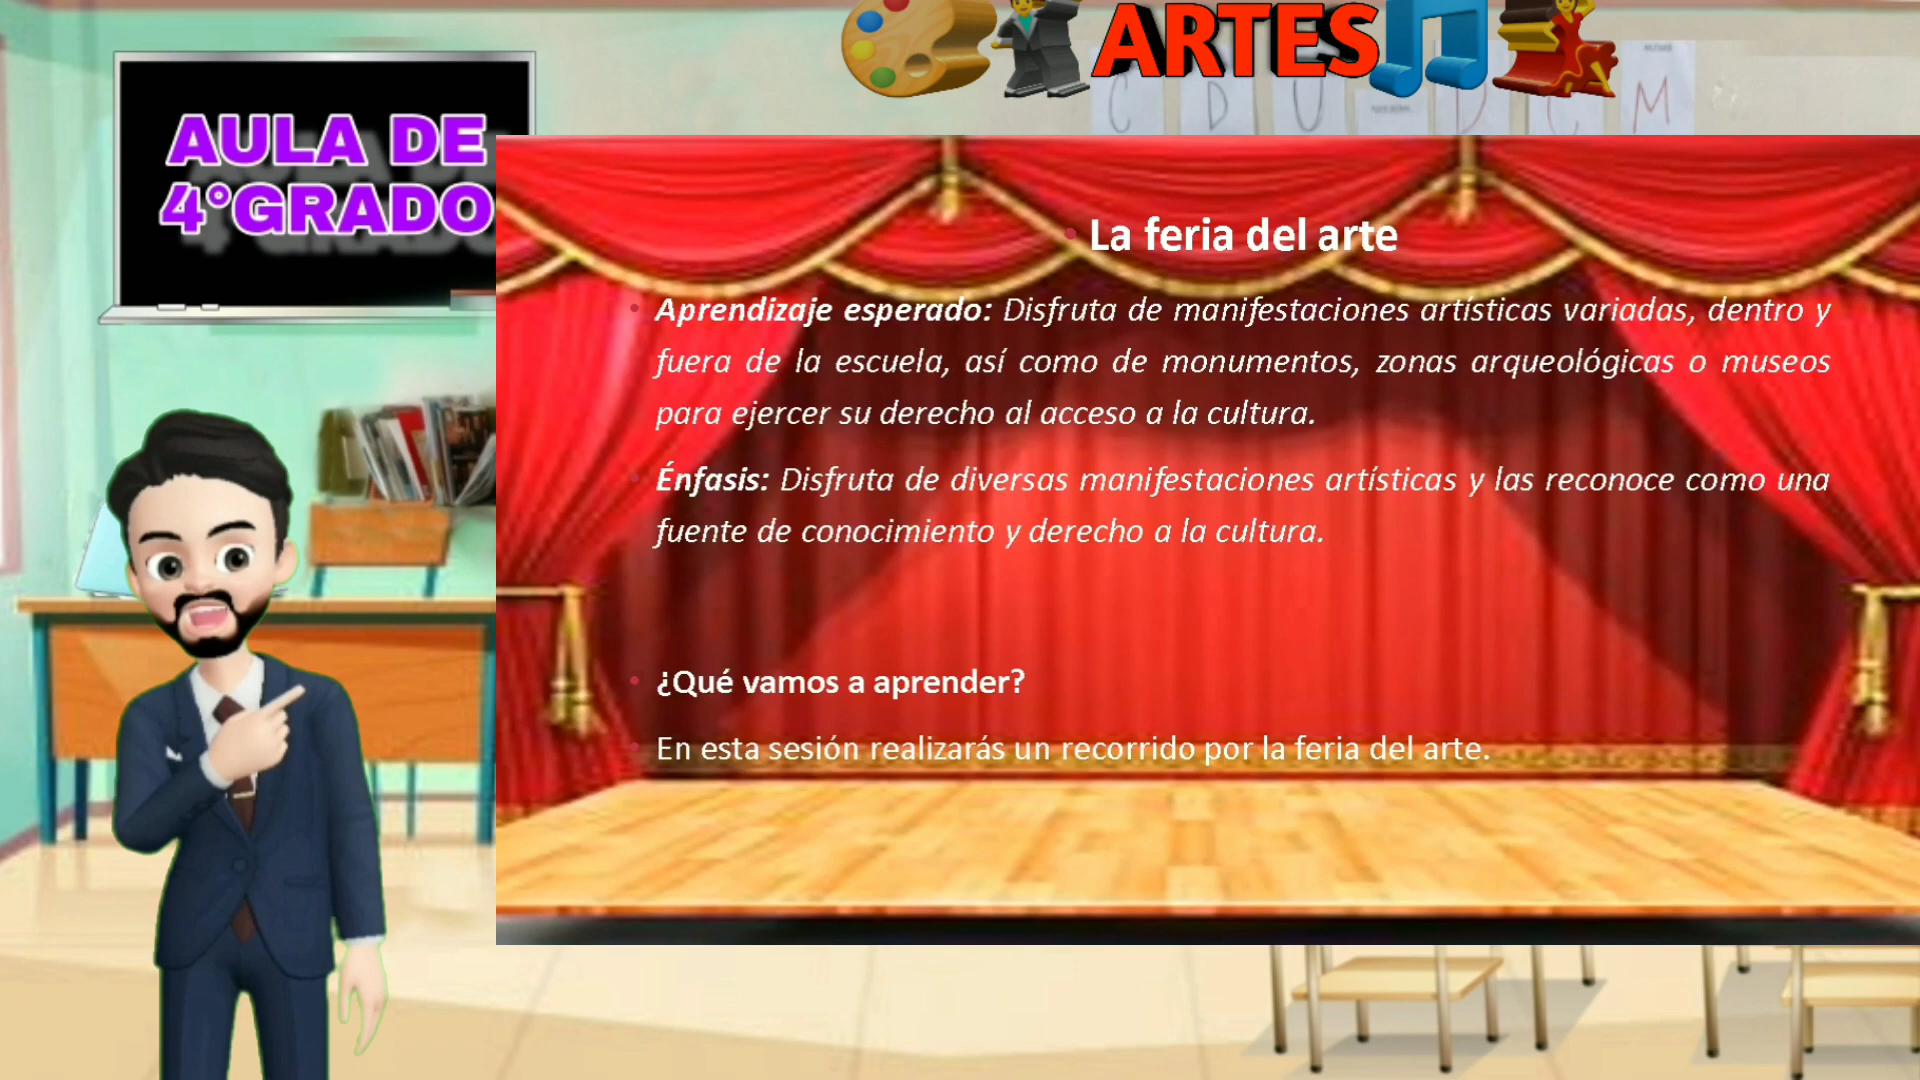 ARTES
C D U D C M
AULA DE
4°GRADO
La feria del arte
Aprendizaje esperado: Disfruta de manifestaciones artísticas variadas, dentro y
fuera de la escuela, así como de monumentos, zonas arqueológicas o museos
para ejercer su derecho al acceso a la cultura.
Énfasis: Disfruta de diversas manifestaciones artísticas y las reconoce como una
fuente de conocimiento y derecho a la cultura.
¿Qué vamos a aprender?
En esta sesión realizarás un recorrido por la feria del arte.